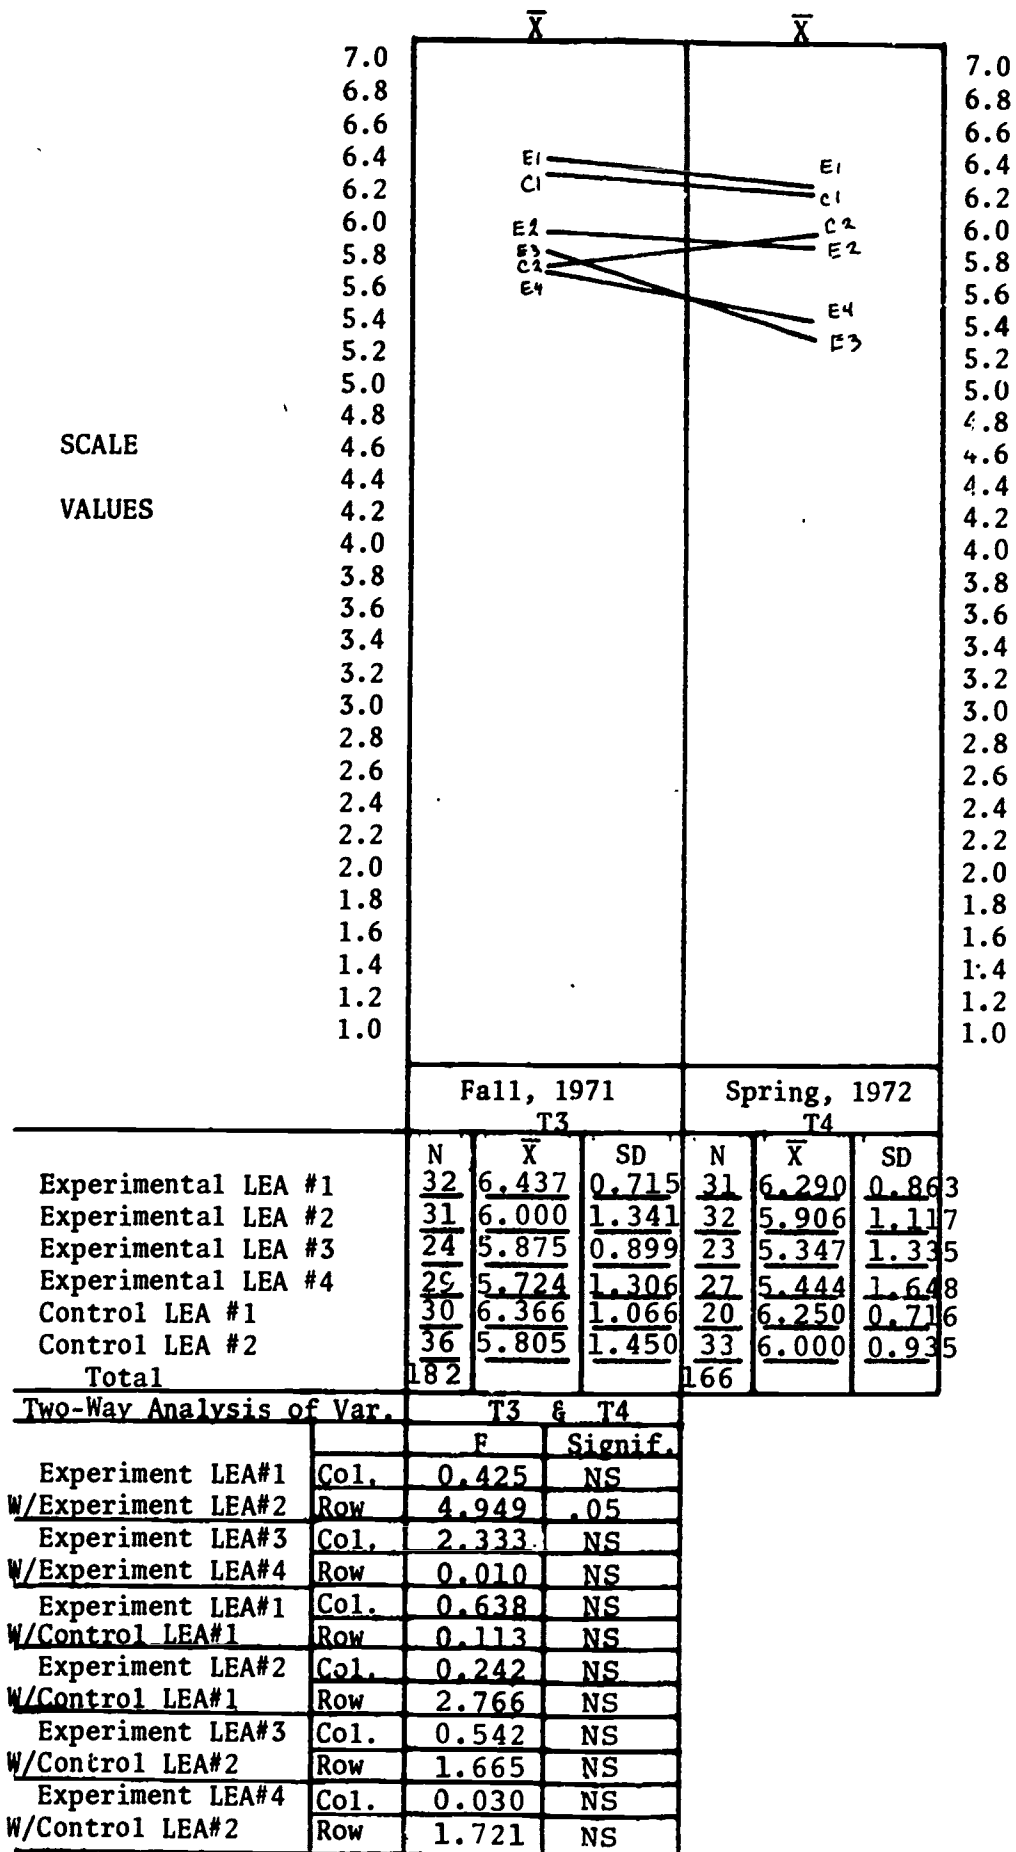 X̄ X̄
7.0 7.0
6.8 6.8
6.6 6.6
6.4 E1 E1 6.4
6.2 C1 C1 6.2
6.0 E2 C2 6.0
5.8 E3 E2 5.8
C2
5.6 E4 5.6
5.4 E4 5.4
5.2 E3 5.2
5.0 5.0
4.8 4.8
SCALE 4.6 4.6
4.4 4.4
VALUES 4.2 4.2
4.0 4.0
3.8 3.8
3.6 3.6
3.4 3.4
3.2 3.2
3.0 3.0
2.8 2.8
2.6 2.6
2.4 2.4
2.2 2.2
2.0 2.0
1.8 1.8
1.6 1.6
1.4 1.4
1.2 1.2
1.0 1.0
Fall, 1971 Spring, 1972
T3 T4
N X̄ SD N X̄ SD
Experimental LEA #1 32 6.437 0.715 31 6.290 0.863
Experimental LEA #2 31 6.000 1.341 32 5.906 1.117
Experimental LEA #3 24 5.875 0.899 23 5.347 1.335
Experimental LEA #4 29 5.724 1.306 27 5.444 1.648
Control LEA #1 30 6.366 1.066 20 6.250 0.716
Control LEA #2 36 5.805 1.450 33 6.000 0.935
Total 182 166
Two-Way Analysis of Var. T3 & T4
F Signif.
Experiment LEA#1 Col. 0.425 NS
W/Experiment LEA#2 Row 4.949 .05
Experiment LEA#3 Col. 2.333 NS
W/Experiment LEA#4 Row 0.010 NS
Experiment LEA#1 Col. 0.638 NS
W/Control LEA#1 Row 0.113 NS
Experiment LEA#2 Col. 0.242 NS
W/Control LEA#1 Row 2.766 NS
Experiment LEA#3 Col. 0.542 NS
W/Control LEA#2 Row 1.665 NS
Experiment LEA#4 Col. 0.030 NS
W/Control LEA#2 Row 1.721 NS